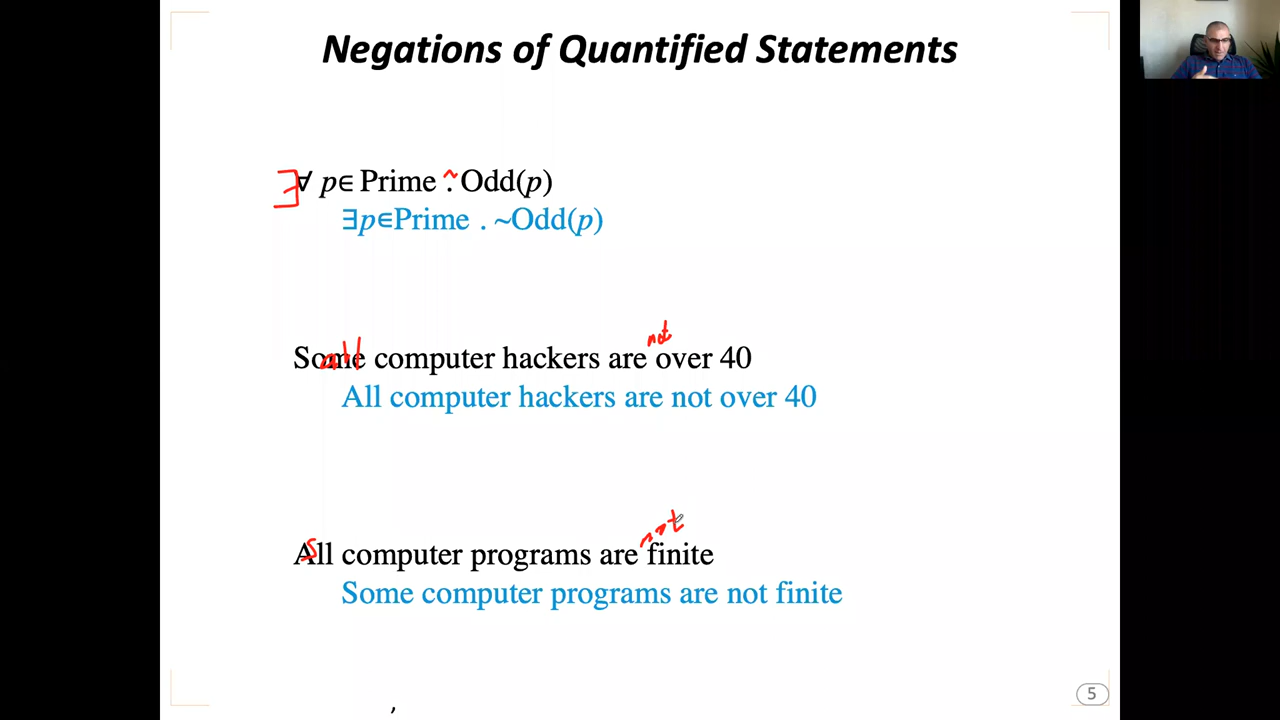 Negations of Quantified Statements
∃
∀ p∈ Prime . Odd(p)
~
∃p∈Prime . ~Odd(p)
not
Some computer hackers are over 40
all
All computer hackers are not over 40
not
All computer programs are finite
S
Some computer programs are not finite
5